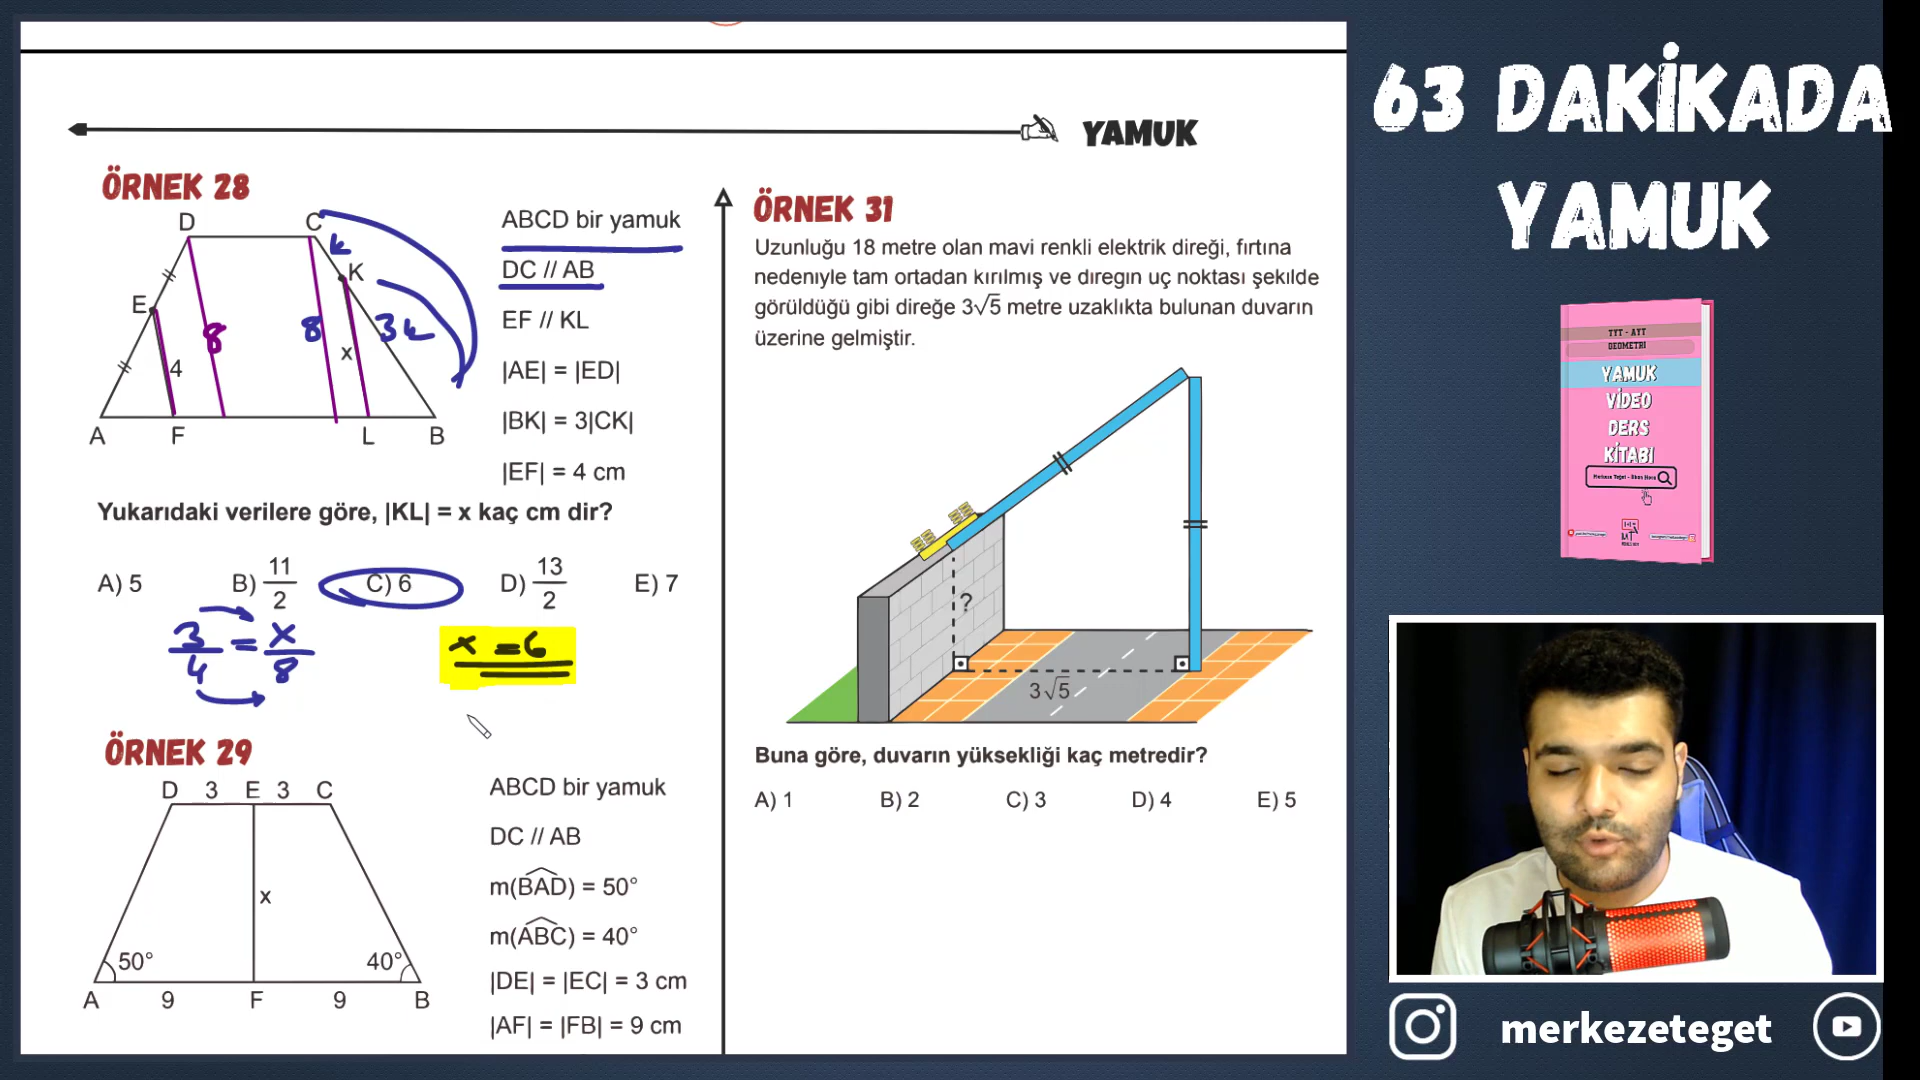 YAMUK
ÖRNEK 28
D C k
K
E
8 8 3k
4 x
A F L B
ABCD bir yamuk
DC // AB
EF // KL
|AE| = |ED|
|BK| = 3|CK|
|EF| = 4 cm
Yukarıdaki verilere göre, |KL| = x kaç cm dir?
A) 5 B) 11/2 C) 6 D) 13/2 E) 7
3/4 = x/8
x = 6
ÖRNEK 29
D 3 E 3 C
x
50° 40°
A 9 F 9 B
ABCD bir yamuk
DC // AB
m(BAD) = 50°
m(ABC) = 40°
|DE| = |EC| = 3 cm
|AF| = |FB| = 9 cm
ÖRNEK 31
Uzunluğu 18 metre olan mavi renkli elektrik direği, fırtına
nedenıyle tam ortadan kırılmış ve dıregın uç noktası şekılde
görüldüğü gibi direğe 3√5 metre uzaklıkta bulunan duvarın
üzerine gelmiştir.
?
3√5
Buna göre, duvarın yüksekliği kaç metredir?
A) 1 B) 2 C) 3 D) 4 E) 5
63 DAKİKADA
YAMUK
TYT - AYT
GEOMETRİ
YAMUK
VİDEO
DERS
KİTABI
merkezeteget